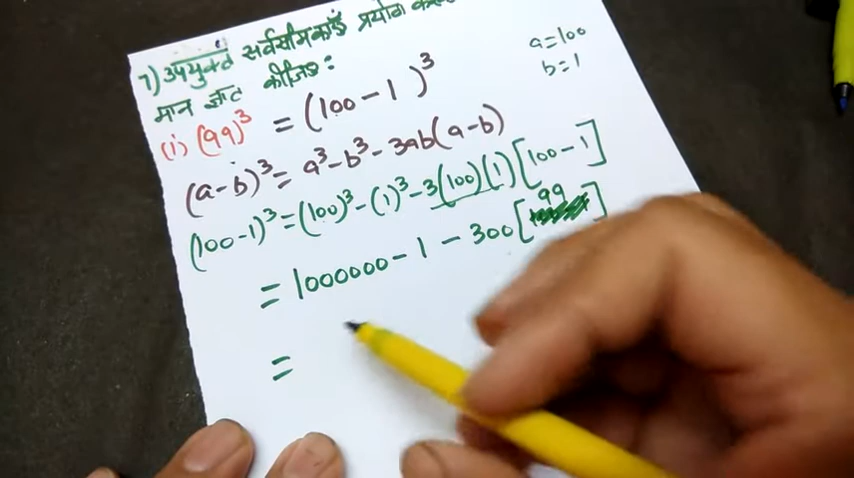 7) उपयुक्त सर्वसमिकाएँ प्रयोग करके
मान ज्ञात कीजिए:
a=100
b=1
(i) (99)³ = (100-1)³
(a-b)³ = a³-b³-3ab(a-b)
(100-1)³=(100)³-(1)³-3(100)(1)[100-1]
= 1000000-1-300[99]
=